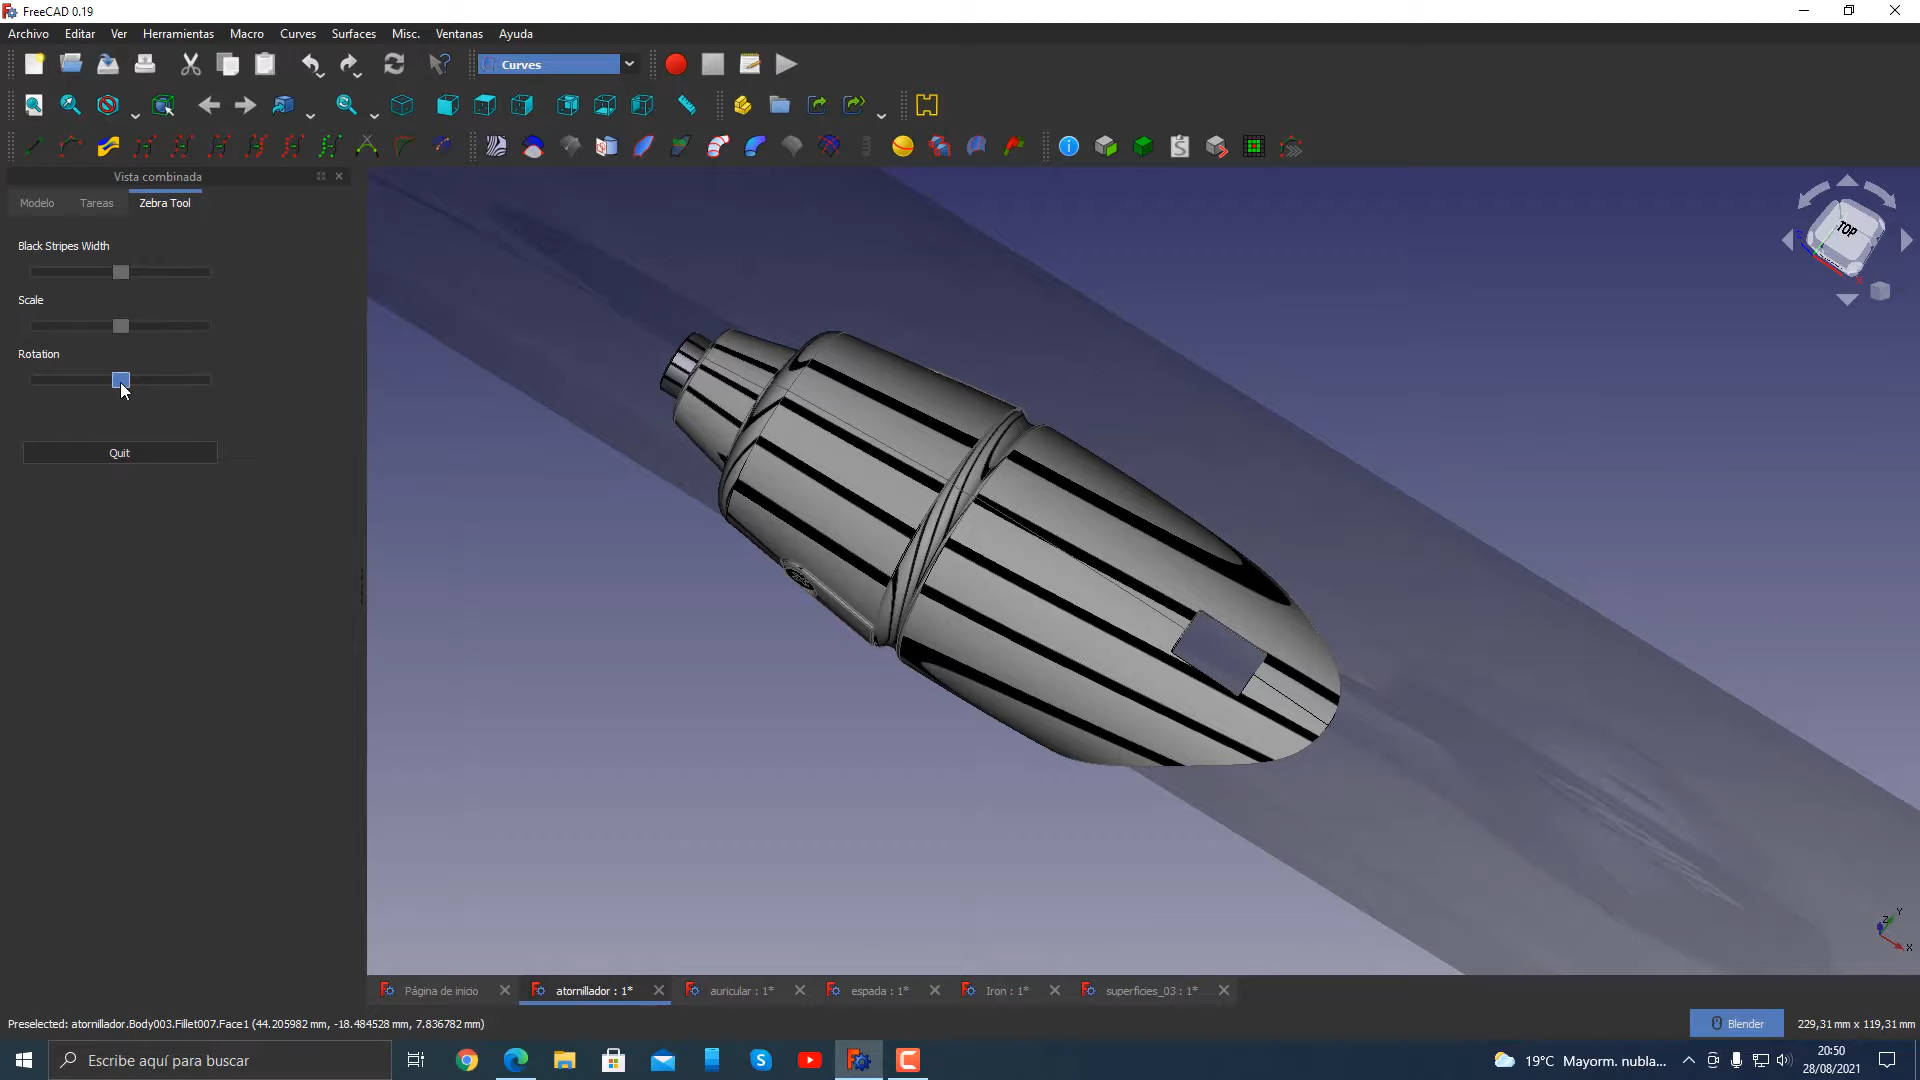 FreeCAD 0.19
Archivo Editar Ver Herramientas Macro Curves Surfaces Misc. Ventanas Ayuda
Curves
Vista combinada
Modelo Tareas Zebra Tool
Black Stripes Width
Scale
Rotation
Quit
TOP
Z
X
Y
Z
X
Página de inicio atornillador : 1* auricular : 1* espada : 1* Iron : 1* superficies_03 : 1*
Preselected: atornillador.Body003.Fillet007.Face1 (44.205982 mm, -18.484528 mm, 7.836782 mm)
Blender 229,31 mm x 119,31 mm
Escribe aquí para buscar
19°C Mayorm. nubla...
20:50
28/08/2021